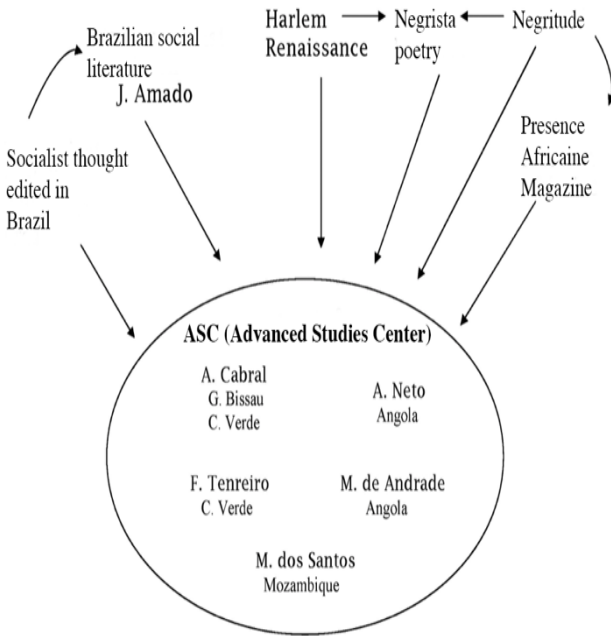 Brazilian social
literature
J. Amado
Harlem
Renaissance
Negrista
poetry
Negritude
Socialist thought
edited in
Brazil
Presence
Africaine
Magazine
ASC (Advanced Studies Center)
A. Cabral
G. Bissau
C. Verde
A. Neto
Angola
F. Tenreiro
C. Verde
M. de Andrade
Angola
M. dos Santos
Mozambique